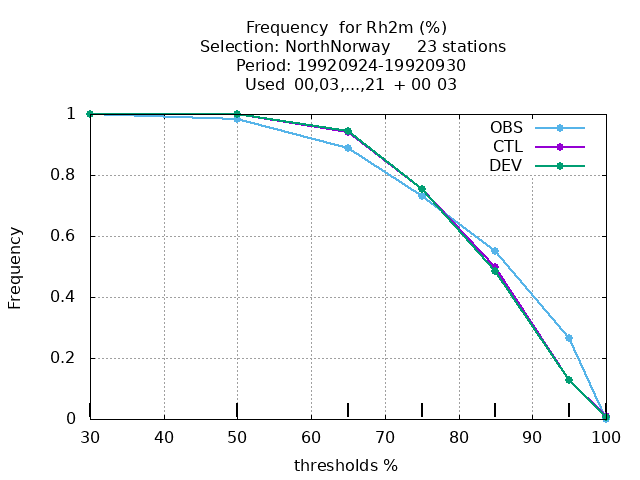 Frequency  for Rh2m (%)
Selection: NorthNorway     23 stations
Period: 19920924-19920930
Used  00,03,...,21  + 00 03
OBS
CTL
DEV
1
0.8
0.6
0.4
0.2
0
Frequency
30 40 50 60 70 80 90 100
thresholds %